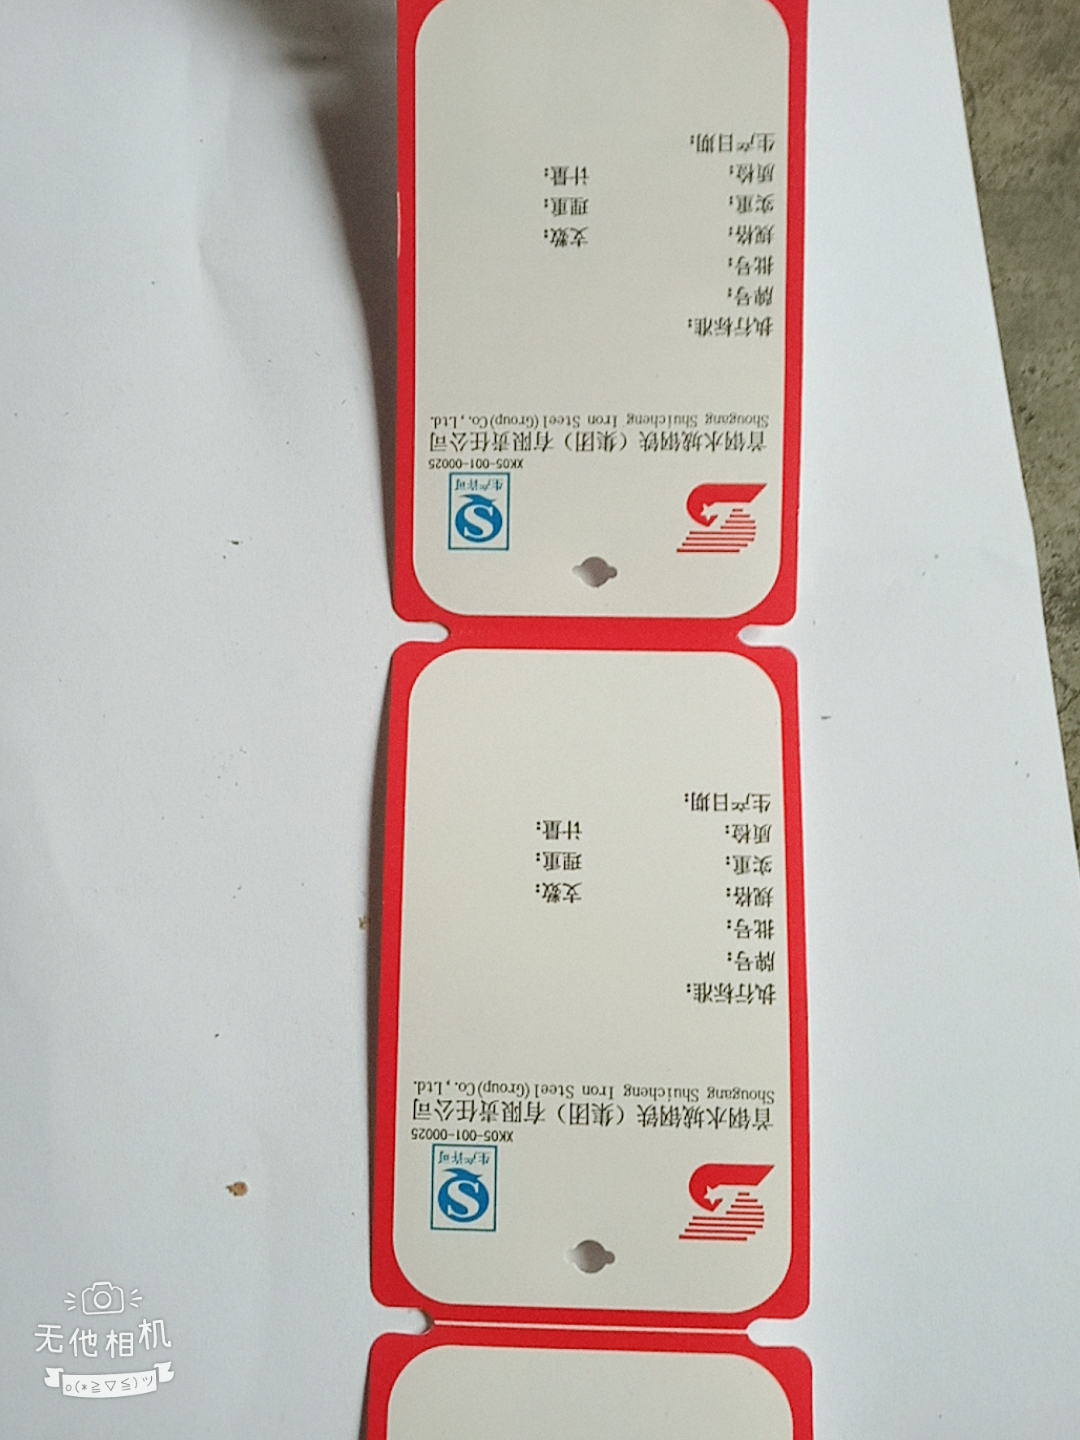 生产许可
XK05-001-00025
首钢水城钢铁（集团）有限责任公司
Shougang Shuicheng Iron Steel(Group)Co.,Ltd.
执行标准：
牌号：
批号：
规格： 支数：
实重： 理重：
质检： 计量：
生产日期：
生产许可
XK05-001-00025
首钢水城钢铁（集团）有限责任公司
Shougang Shuicheng Iron Steel(Group)Co.,Ltd.
执行标准：
牌号：
批号：
规格： 支数：
实重： 理重：
质检： 计量：
生产日期：
无他相机
o(*≧▽≦)ツ